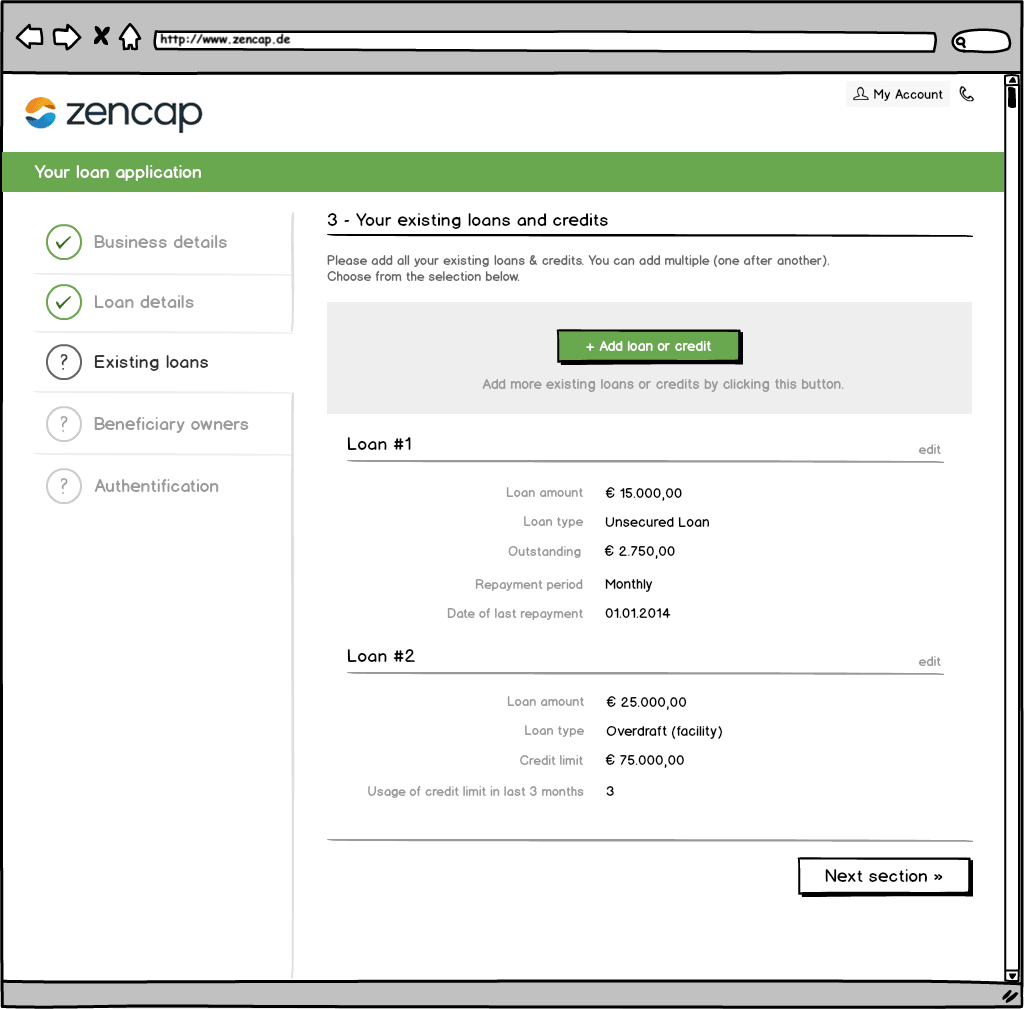 http://www.zencap.de
zencap
My Account
Your loan application
Business details
Loan details
? Existing loans
? Beneficiary owners
? Authentification
3 - Your existing loans and credits
Please add all your existing loans & credits. You can add multiple (one after another).
Choose from the selection below.
+ Add loan or credit
Add more existing loans or credits by clicking this button.
Loan #1 edit
Loan amount € 15.000,00
Loan type Unsecured Loan
Outstanding € 2.750,00
Repayment period Monthly
Date of last repayment 01.01.2014
Loan #2 edit
Loan amount € 25.000,00
Loan type Overdraft (facility)
Credit limit € 75.000,00
Usage of credit limit in last 3 months 3
Next section »